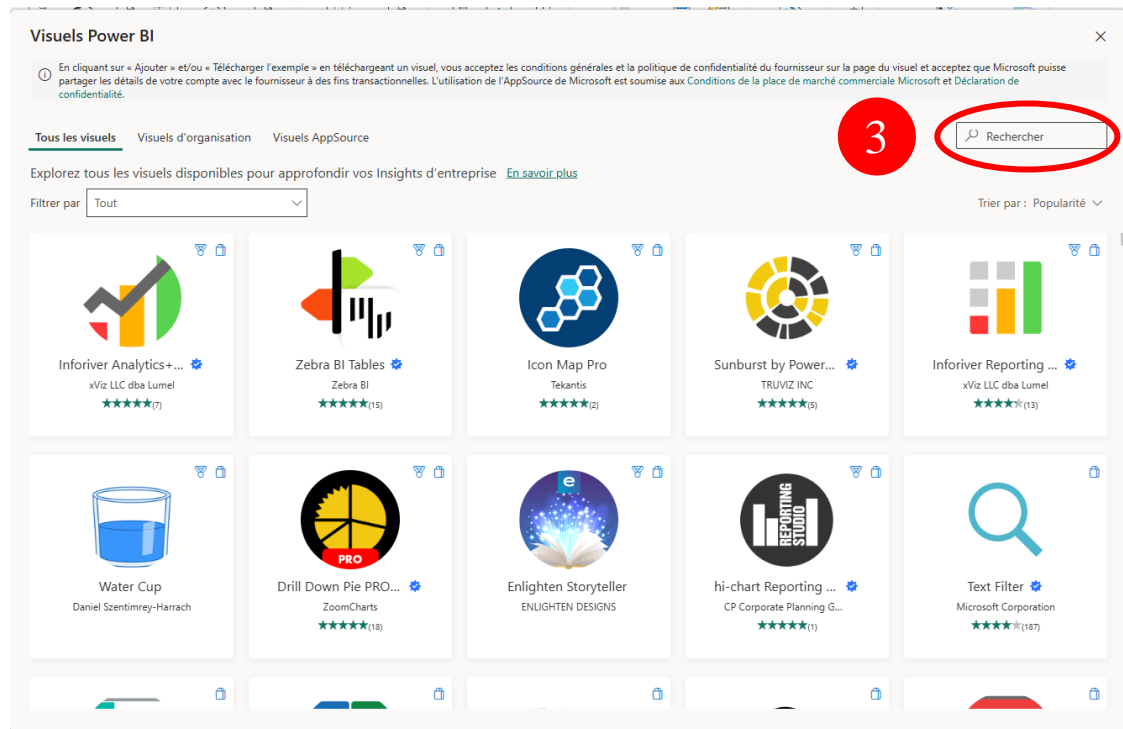 Visuels Power BI
En cliquant sur « Ajouter » et/ou « Télécharger l'exemple » en téléchargeant un visuel, vous acceptez les conditions générales et la politique de confidentialité du fournisseur sur la page du visuel et acceptez que Microsoft puisse
partager les détails de votre compte avec le fournisseur à des fins transactionnelles. L'utilisation de l'AppSource de Microsoft est soumise aux Conditions de la place de marché commerciale Microsoft et Déclaration de
confidentialité.
3
Tous les visuels Visuels d'organisation Visuels AppSource
Rechercher
Explorez tous les visuels disponibles pour approfondir vos Insights d'entreprise En savoir plus
Filtrer par Tout
Trier par : Popularité
Inforiver Analytics+...
xViz LLC dba Lumel
(7)
Zebra BI Tables
Zebra BI
(15)
Icon Map Pro
Tekantis
(2)
Sunburst by Power...
TRUVIZ INC
(5)
Inforiver Reporting ...
xViz LLC dba Lumel
(13)
Water Cup
Daniel Szentimrey-Harrach
PRO
Drill Down Pie PRO...
ZoomCharts
(18)
e
Enlighten Storyteller
ENLIGHTEN DESIGNS
REPORTING
STUDIO
hi-chart Reporting ...
CP Corporate Planning G...
(1)
Text Filter
Microsoft Corporation
(187)